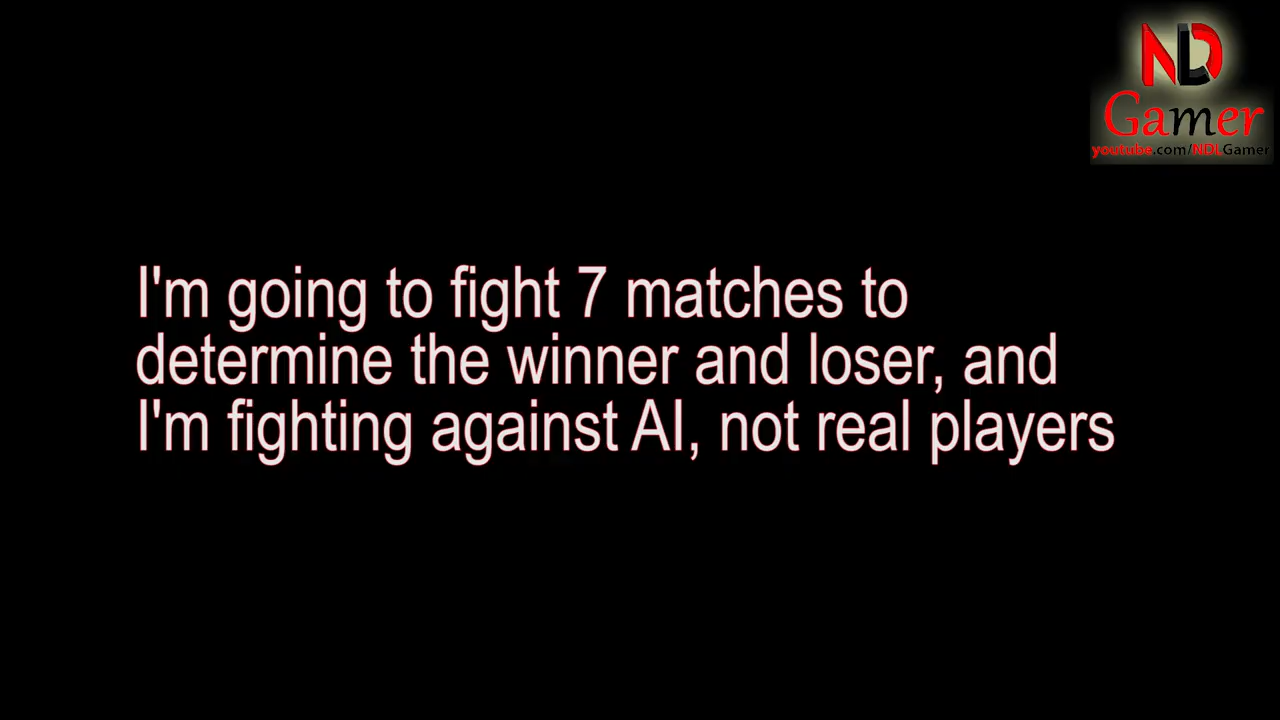 NDL
Gamer
youtube.com/NDLGamer
I'm going to fight 7 matches to
determine the winner and loser, and
I'm fighting against AI, not real players